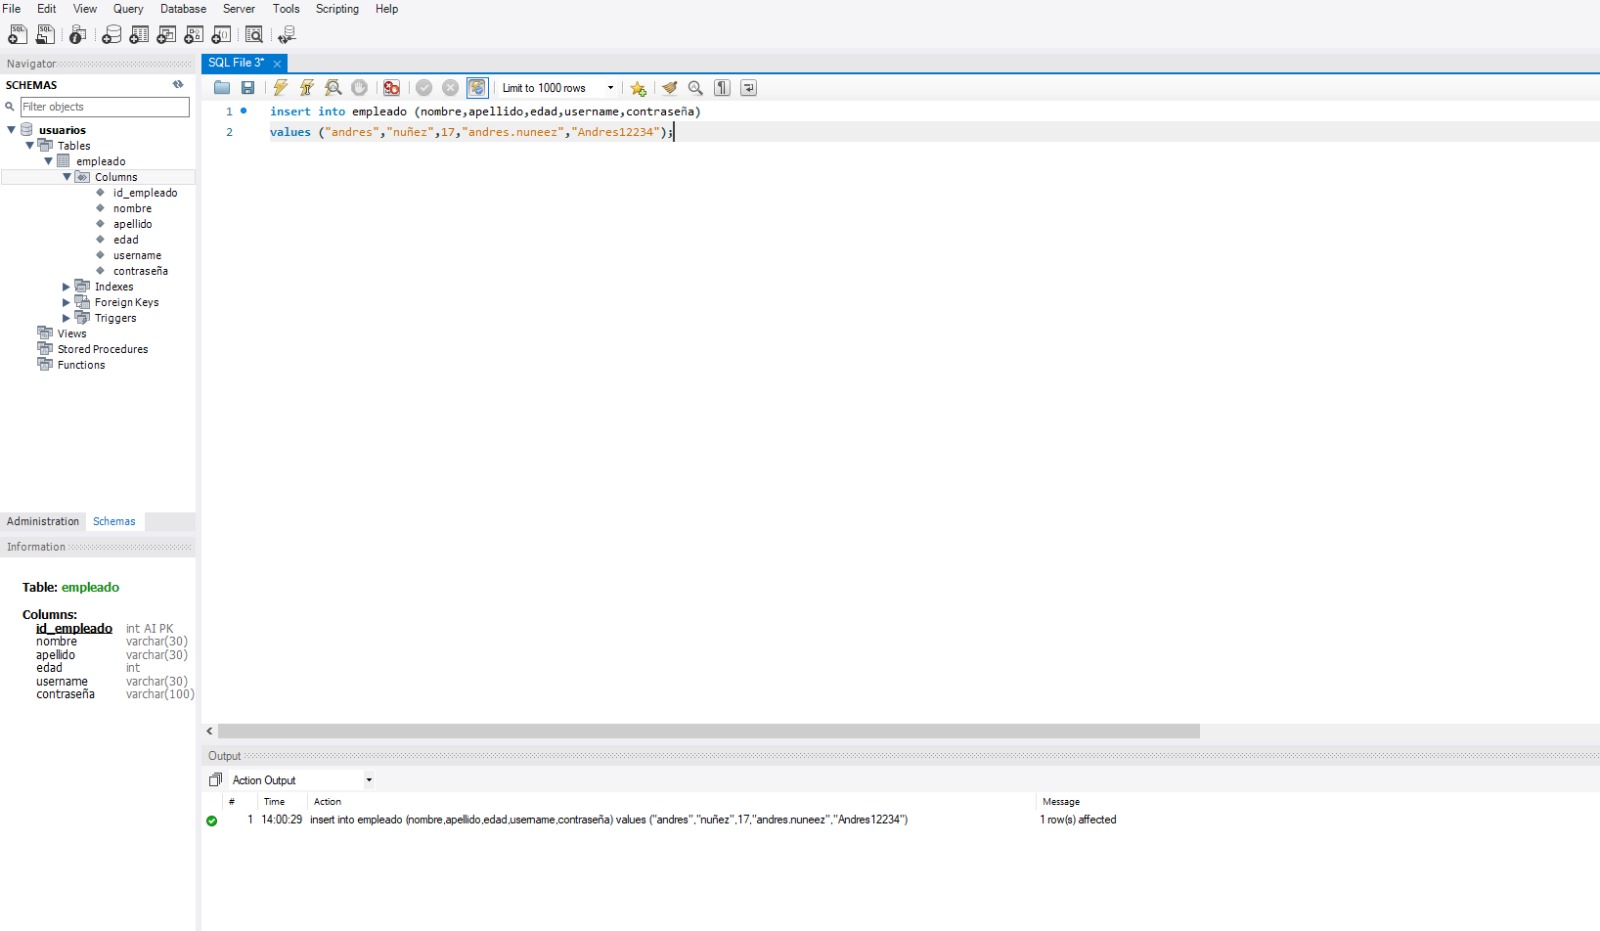 File Edit View Query Database Server Tools Scripting Help
Navigator
SCHEMAS
Filter objects
usuarios
Tables
empleado
Columns
id_empleado
nombre
apellido
edad
username
contraseña
Indexes
Foreign Keys
Triggers
Views
Stored Procedures
Functions
Administration Schemas
Information
Table: empleado
Columns:
id_empleado int AI PK
nombre varchar(30)
apellido varchar(30)
edad int
username varchar(30)
contraseña varchar(100)
SQL File 3*
Limit to 1000 rows
1 insert into empleado (nombre,apellido,edad,username,contraseña)
2 values ("andres","nuñez",17,"andres.nuneez","Andres12234");
Output
Action Output
# Time Action Message
1 14:00:29 insert into empleado (nombre,apellido,edad,username,contraseña) values ("andres","nuñez",17,"andres.nuneez","Andres12234") 1 row(s) affected